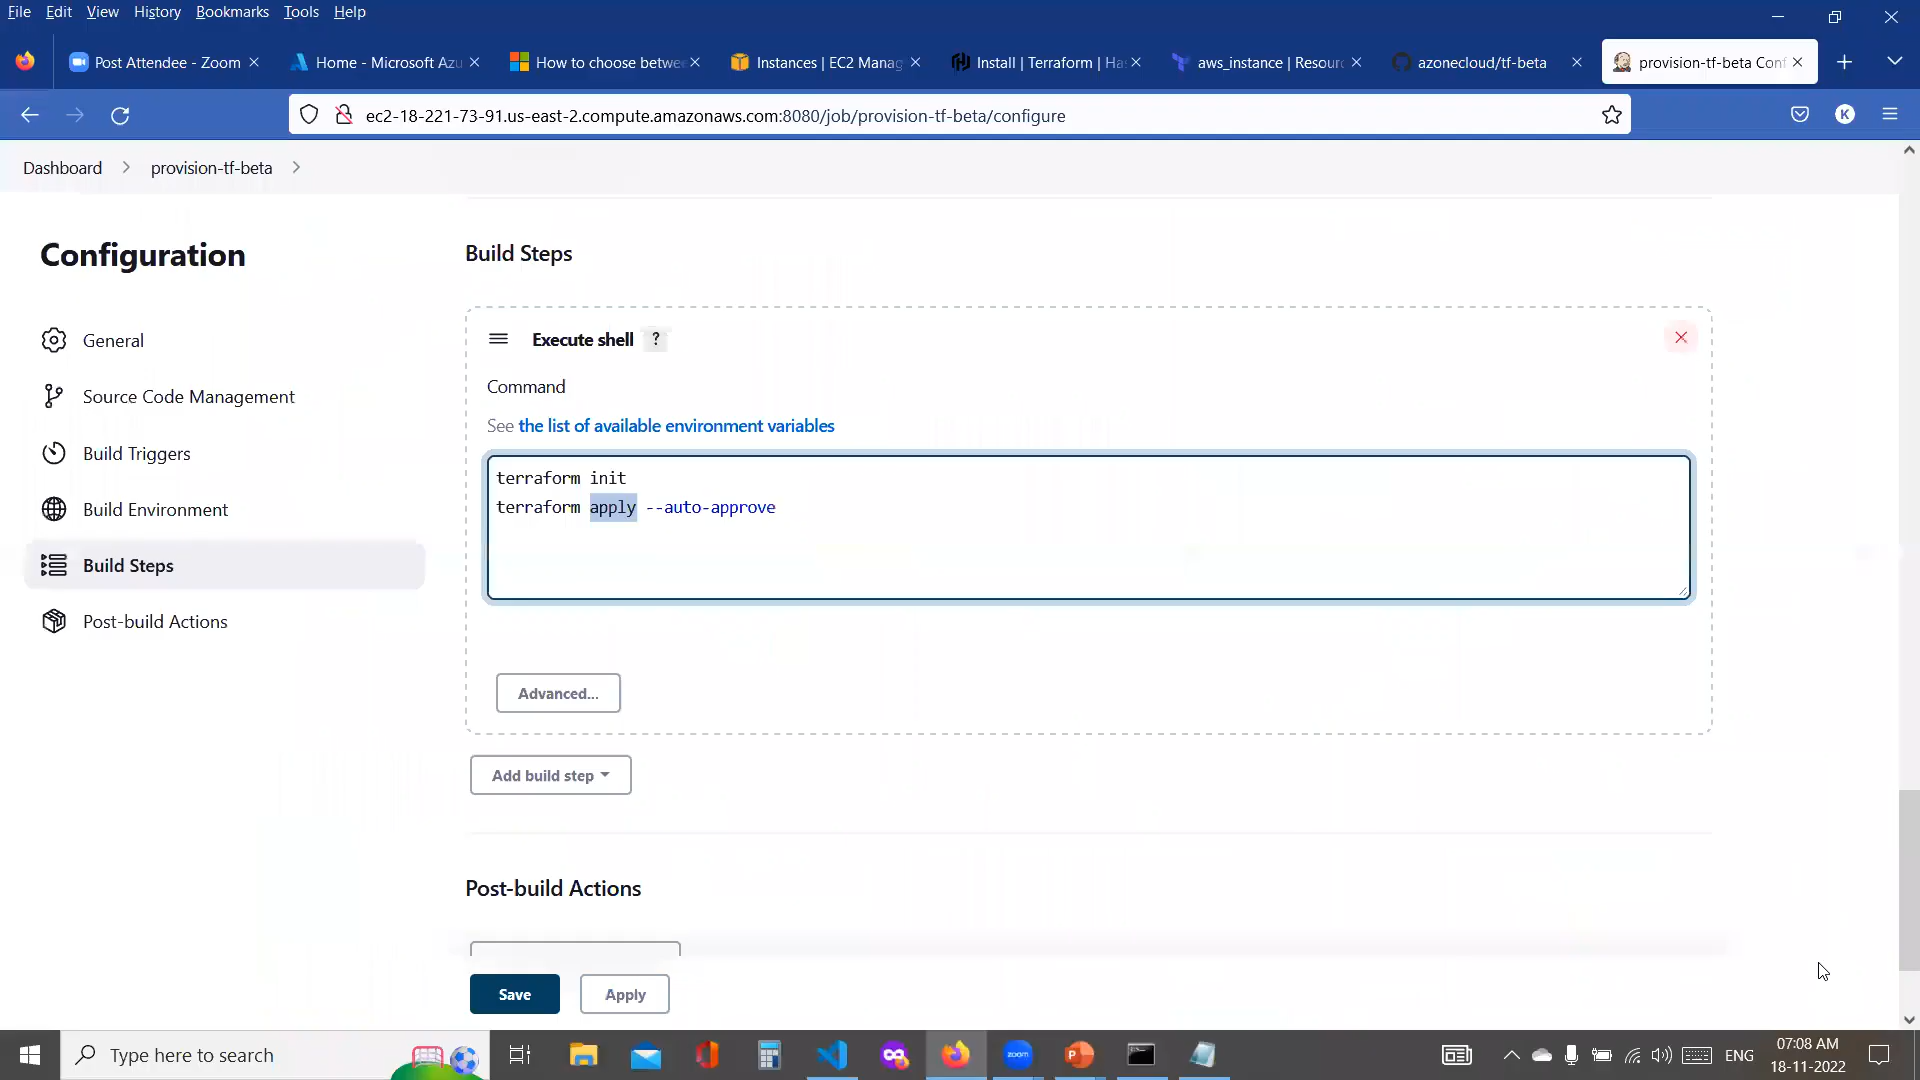 File Edit View History Bookmarks Tools Help
Post Attendee - Zoom
Home - Microsoft Azu
How to choose betwe
Instances | EC2 Manag
Install | Terraform | Ha
aws_instance | Resour
azonecloud/tf-beta
provision-tf-beta Conf
ec2-18-221-73-91.us-east-2.compute.amazonaws.com:8080/job/provision-tf-beta/configure
K
Dashboard
provision-tf-beta
Configuration
General
Source Code Management
Build Triggers
Build Environment
Build Steps
Post-build Actions
Build Steps
Execute shell ?
Command
See the list of available environment variables
terraform init
terraform apply --auto-approve
Advanced...
Add build step
Post-build Actions
Save
Apply
Type here to search
zoom
ENG
07:08 AM
18-11-2022